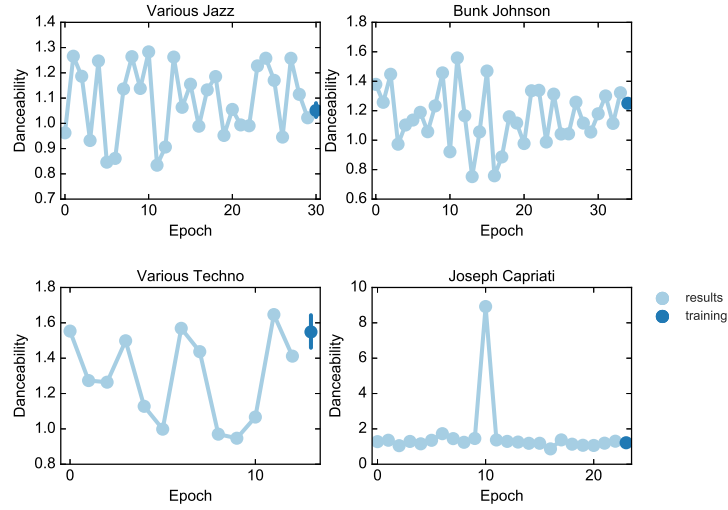 Various Jazz
Danceability
1.4
1.3
1.2
1.1
1.0
0.9
0.8
0.7
0
10
20
30
Epoch
Bunk Johnson
Danceability
1.8
1.6
1.4
1.2
1.0
0.8
0.6
0
10
20
30
Epoch
Various Techno
Danceability
1.8
1.6
1.4
1.2
1.0
0.8
0
10
Epoch
Joseph Capriati
Danceability
10
8
6
4
2
0
0
10
20
Epoch
results
training